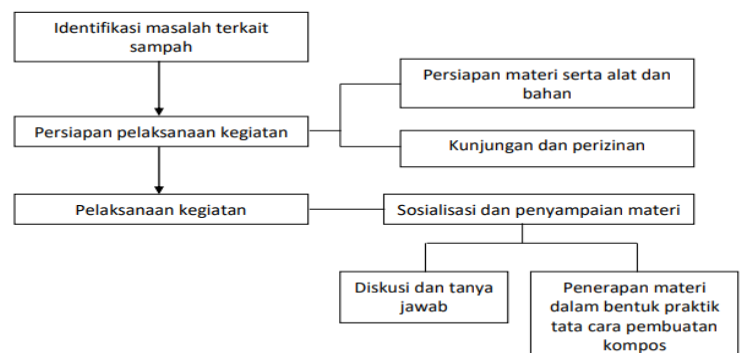 Identifikasi masalah terkait
sampah
Persiapan materi serta alat dan
bahan
Persiapan pelaksanaan kegiatan
Kunjungan dan perizinan
Pelaksanaan kegiatan
Sosialisasi dan penyampaian materi
Diskusi dan tanya
jawab
Penerapan materi
dalam bentuk praktik
tata cara pembuatan
kompos